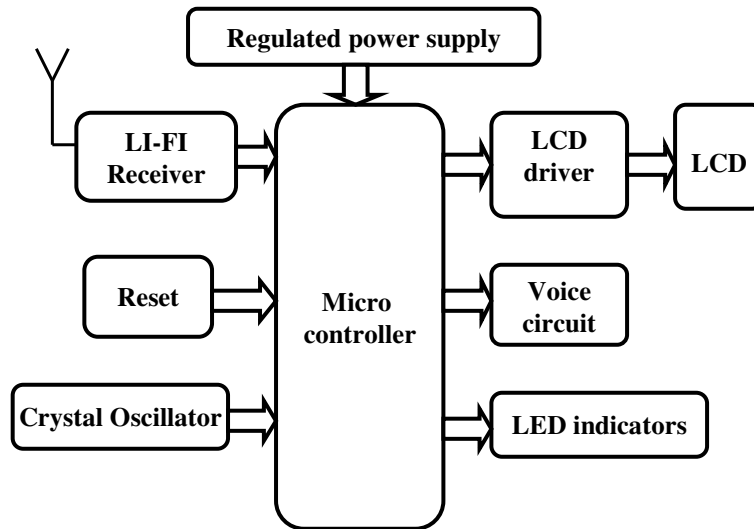 Regulated power supply
LI-FI
Receiver
LCD
driver
LCD
Reset
Micro
controller
Voice
circuit
Crystal Oscillator
LED indicators